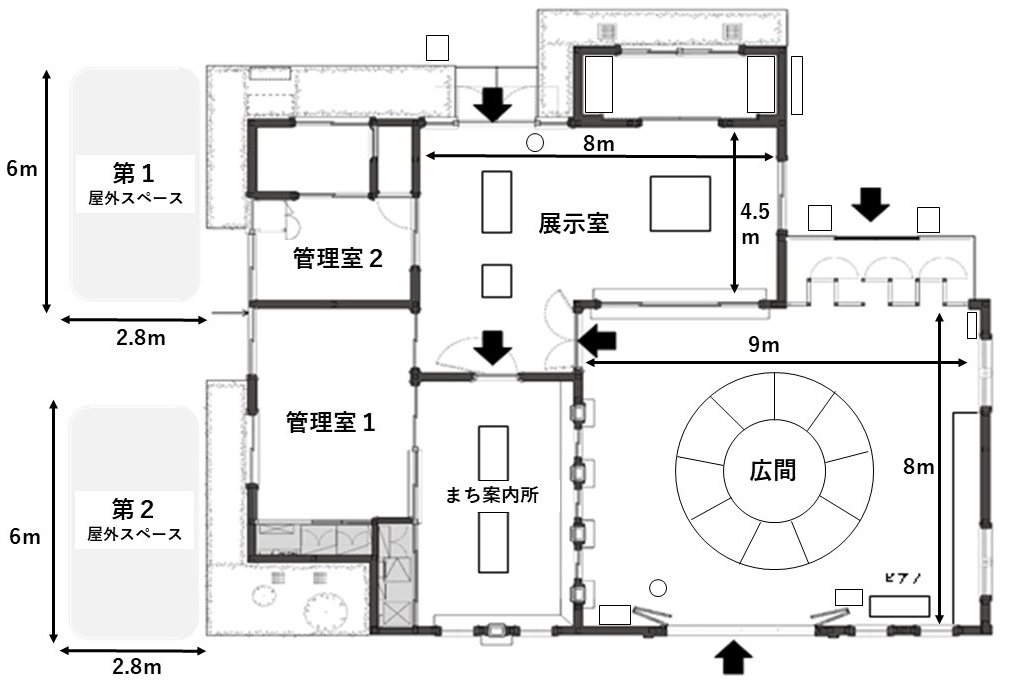 6m
第１
屋外スペース
2.8m
8m
4.5
m
展示室
管理室２
9m
管理室１
広間
8m
まち案内所
6m
第２
屋外スペース
ピアノ
2.8m